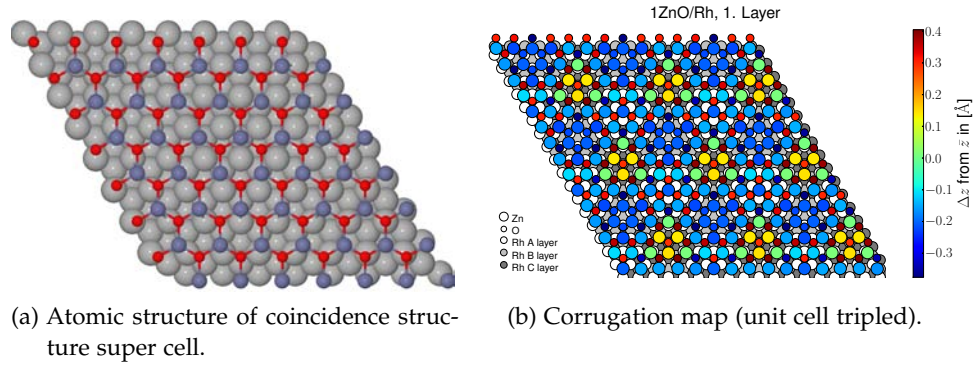 1ZnO/Rh, 1. Layer
0.4
0.3
0.2
0.1
0.0
−0.1
−0.2
−0.3
Δz from z̄ in [Å]
Zn
O
Rh A layer
Rh B layer
Rh C layer
(a) Atomic structure of coincidence struc-
ture super cell.
(b) Corrugation map (unit cell tripled).